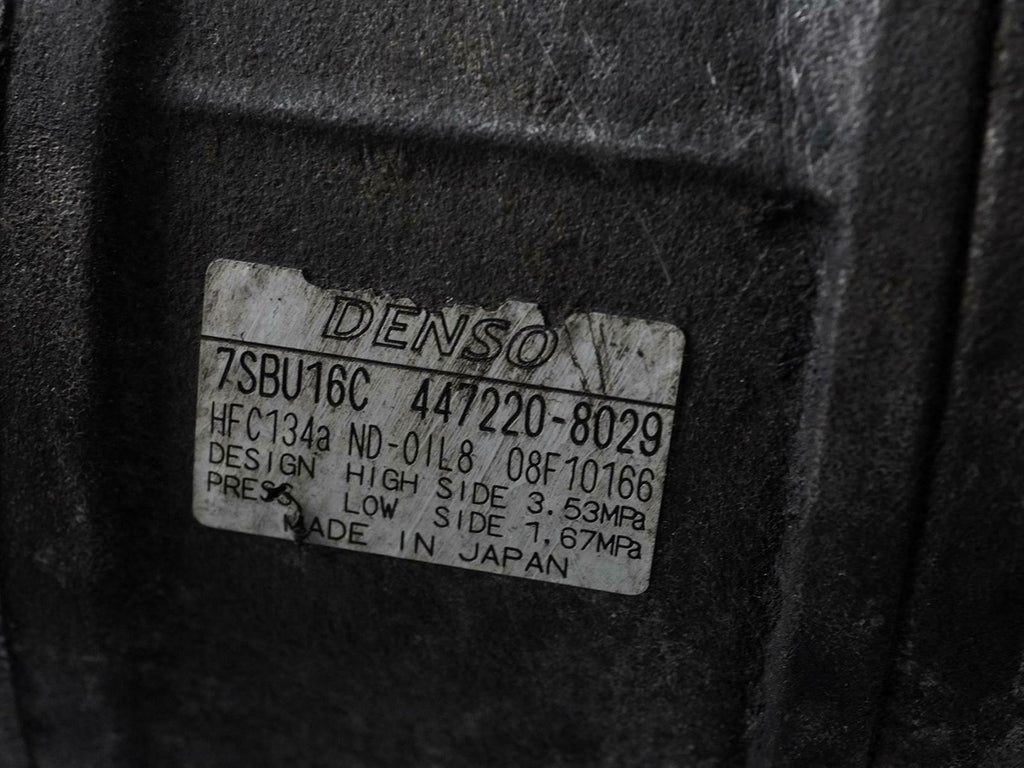 DENSO
7SBU16C 447220-8029
HFC134a ND-OIL8 08F10166
DESIGN HIGH SIDE 3.53MPa
PRESS, LOW SIDE 1.67MPa
MADE IN JAPAN